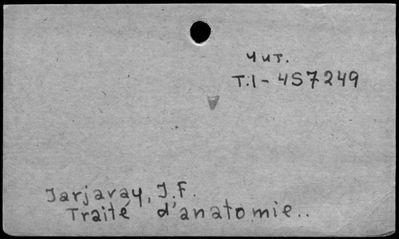 Чит.
Т.1-457249
Jarjavay, J.F.
Traité d'anatomie..